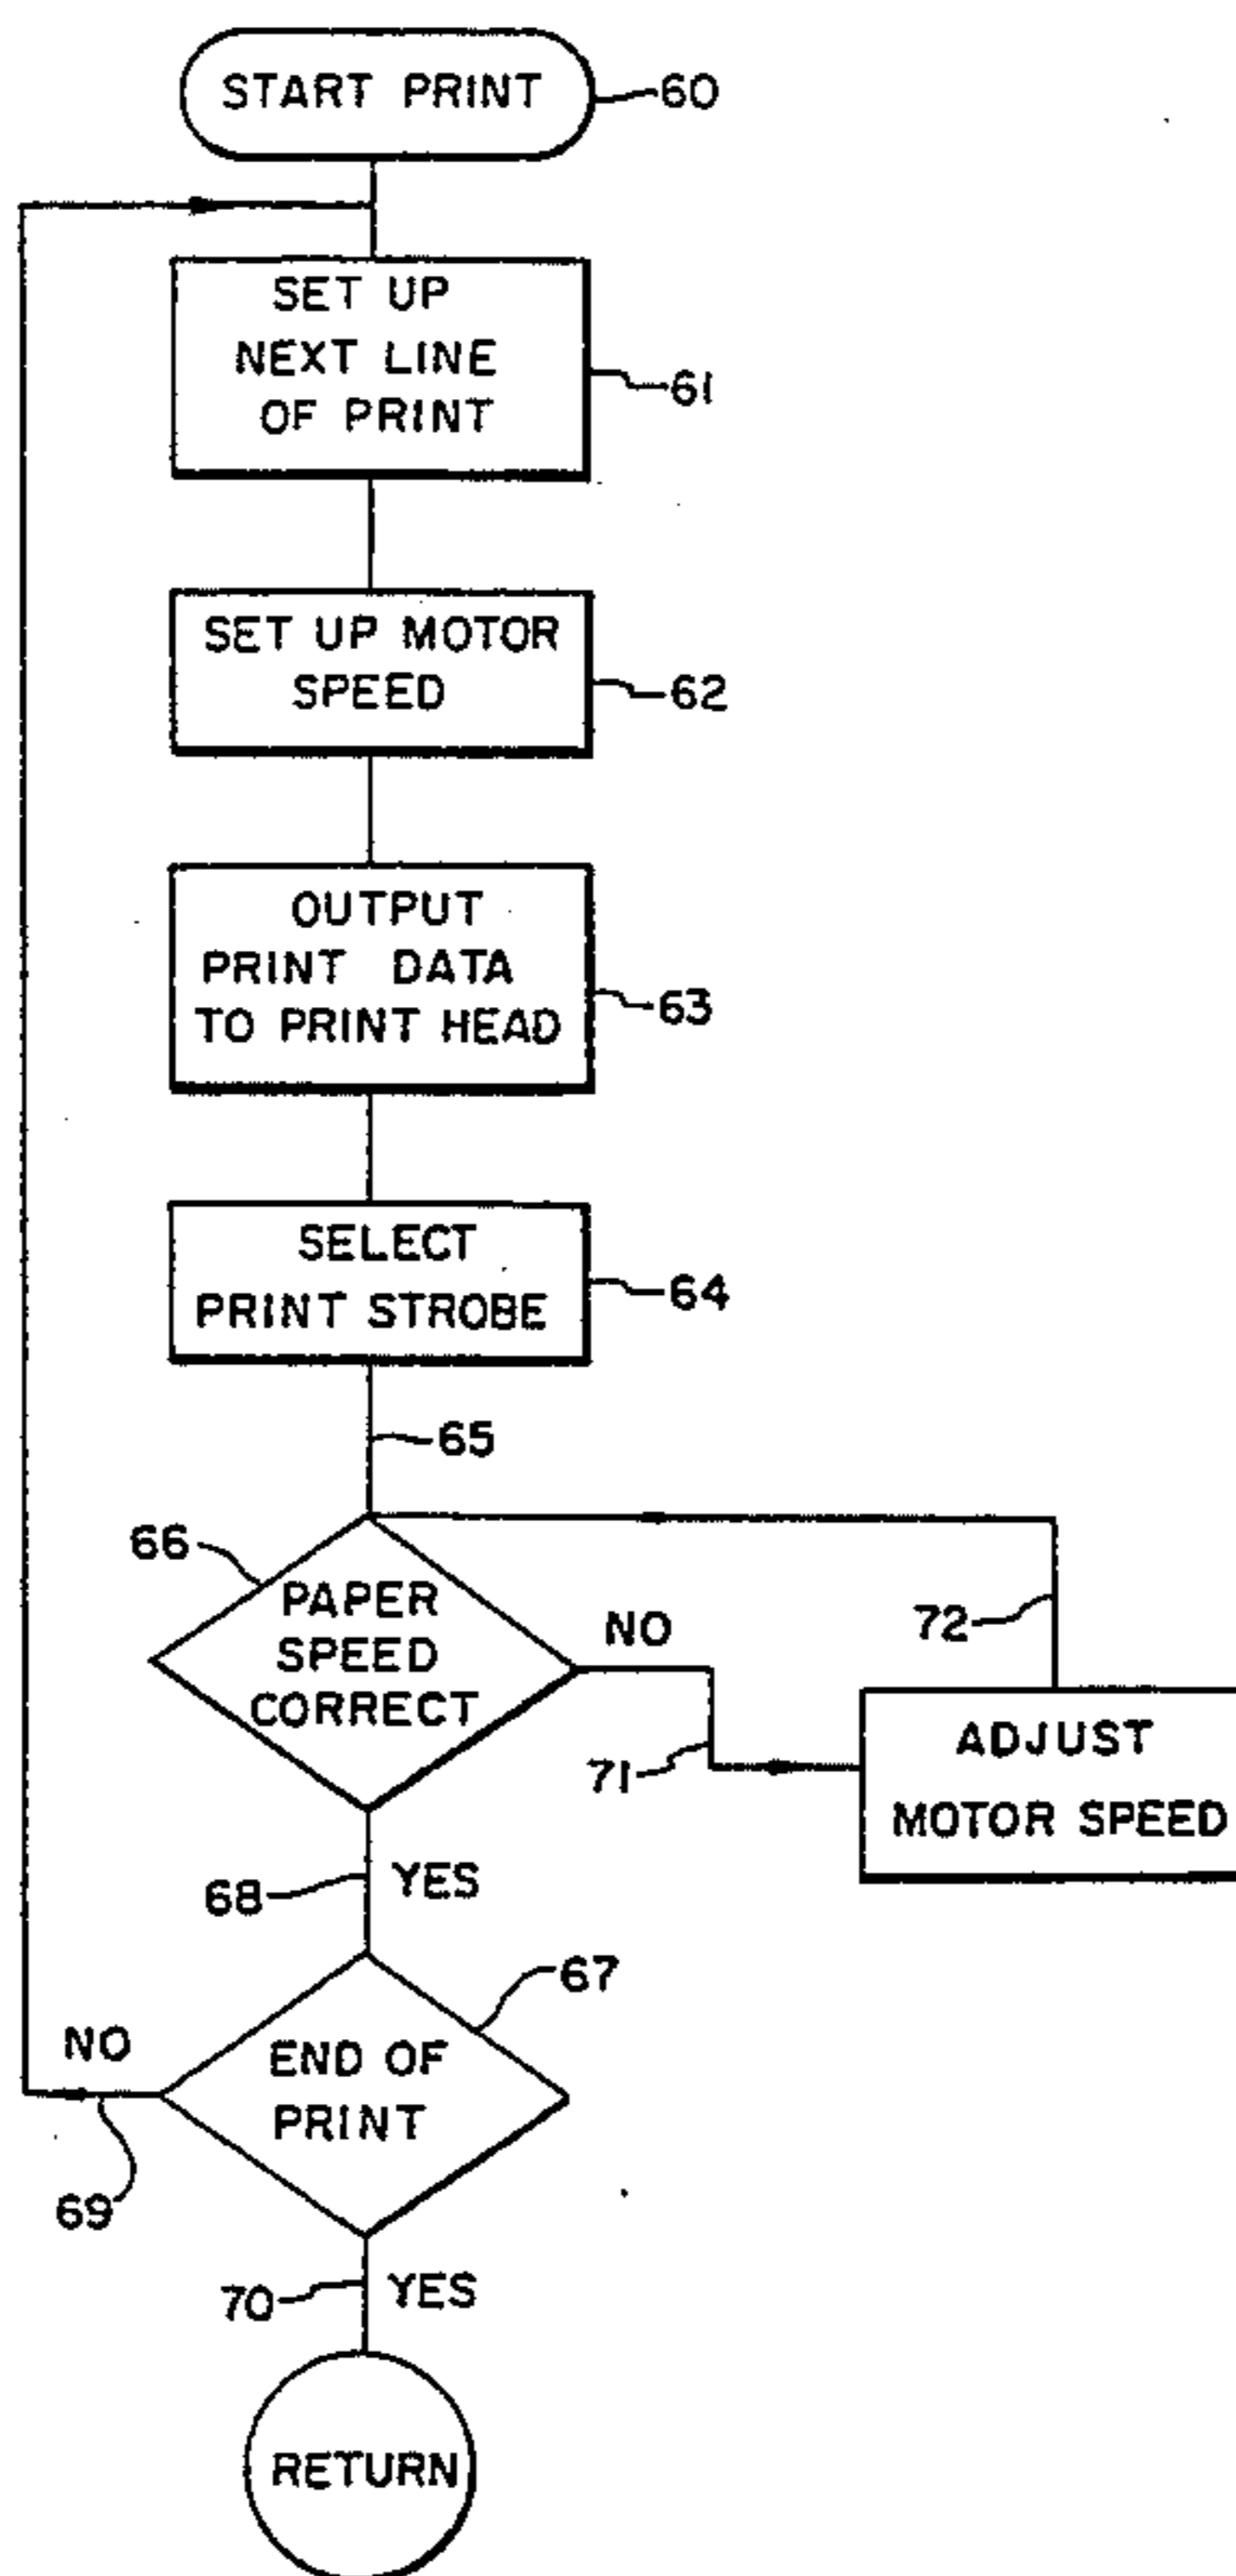 START PRINT
60
SET UP
NEXT LINE
OF PRINT
61
SET UP MOTOR
SPEED
62
OUTPUT
PRINT DATA
TO PRINT HEAD
63
SELECT
PRINT STROBE
64
65
66
PAPER
SPEED
CORRECT
NO
71
72
ADJUST
MOTOR SPEED
68
YES
67
END OF
PRINT
NO
69
70
YES
RETURN